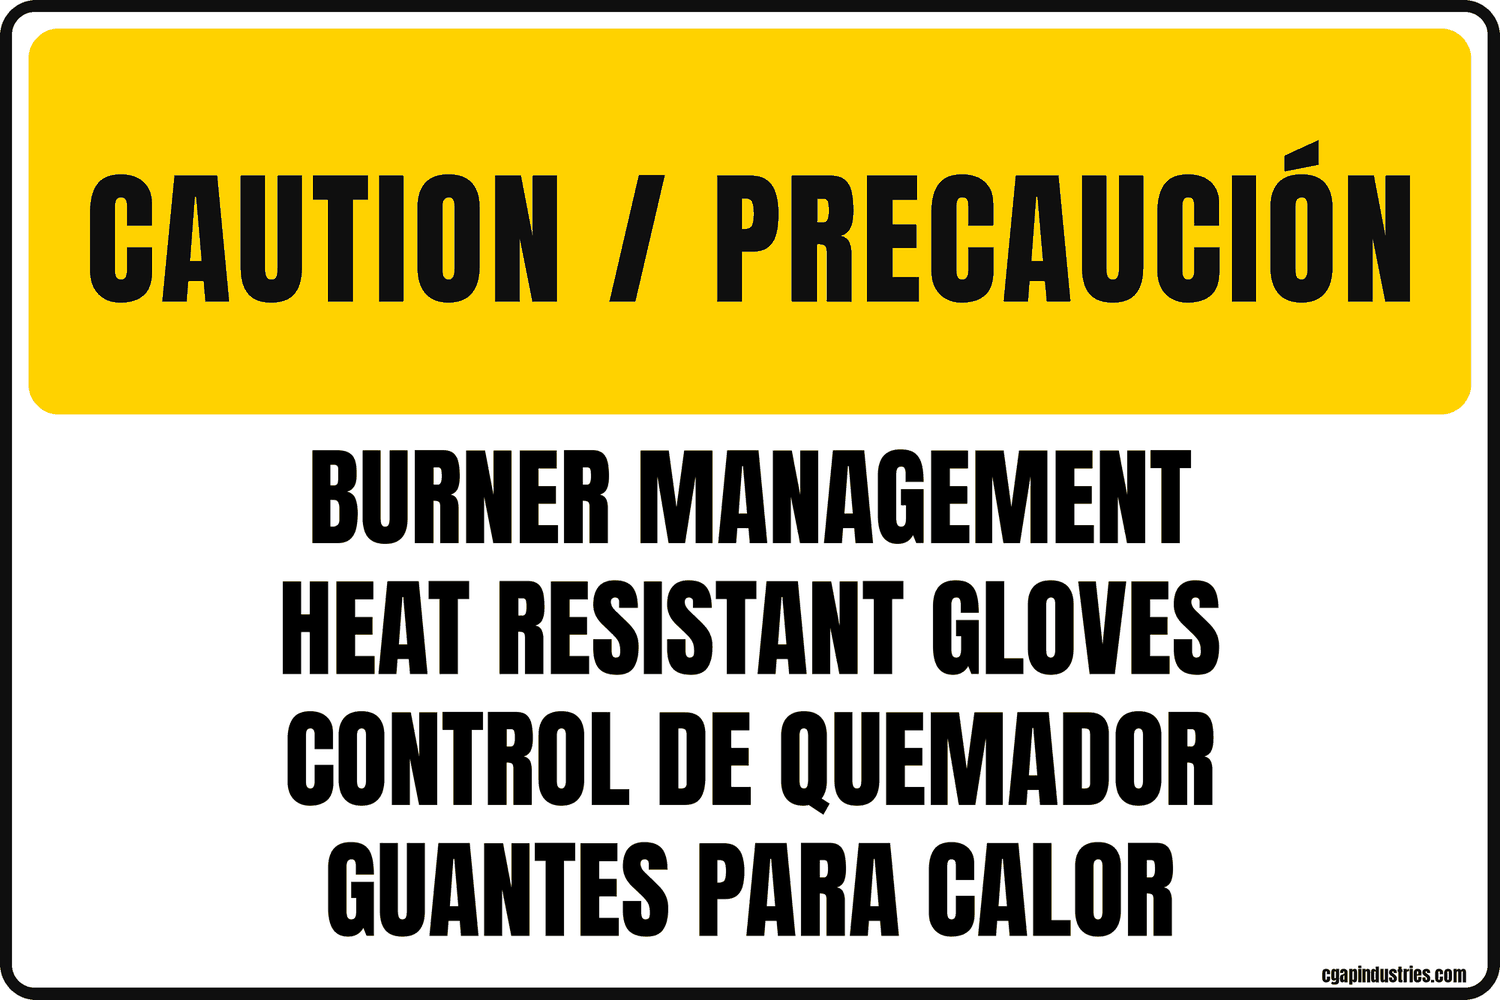 CAUTION / PRECAUCIÓN
BURNER MANAGEMENT
HEAT RESISTANT GLOVES
CONTROL DE QUEMADOR
GUANTES PARA CALOR
cgapindustries.com